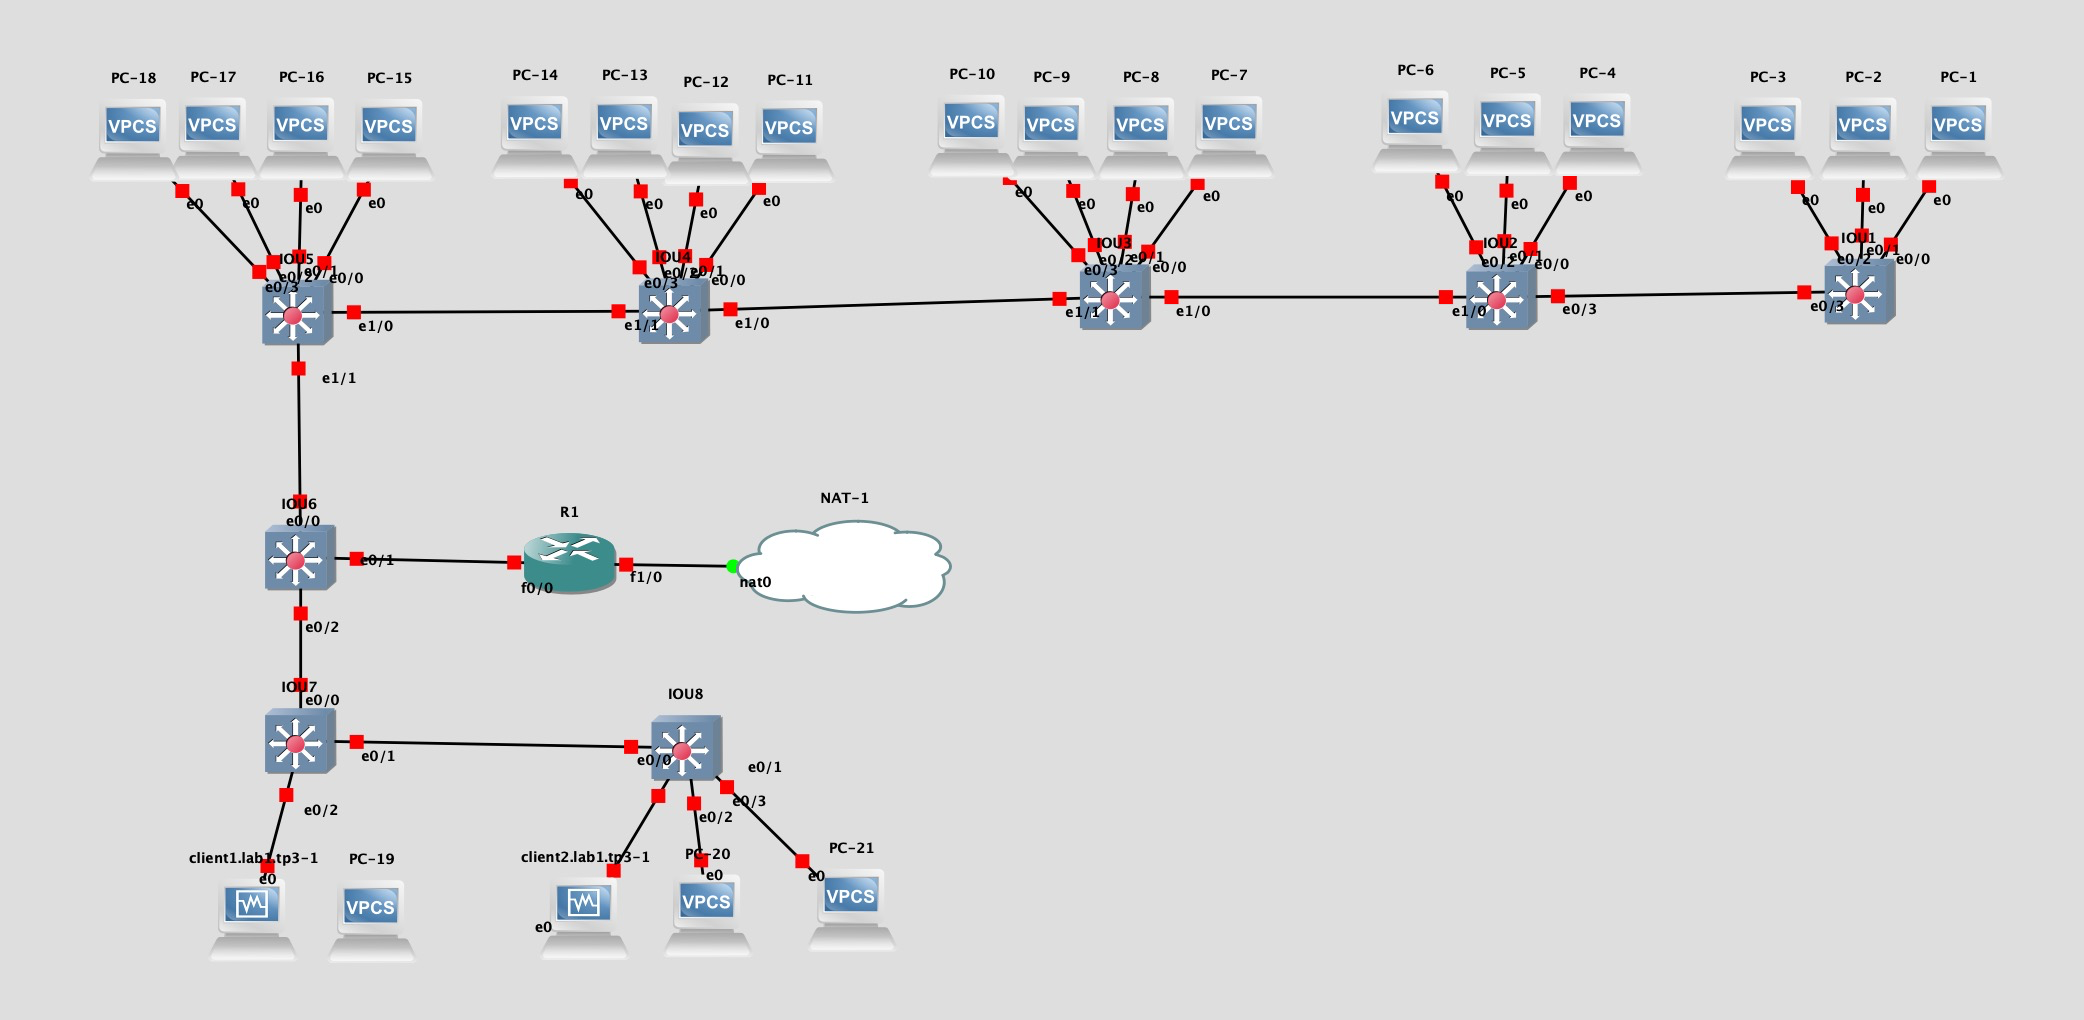 PC-18 PC-17 PC-16 PC-15 PC-14 PC-13 PC-12 PC-11 PC-10 PC-9 PC-8 PC-7 PC-6 PC-5 PC-4 PC-3 PC-2 PC-1
VPCS VPCS VPCS VPCS VPCS VPCS VPCS VPCS VPCS VPCS VPCS VPCS VPCS VPCS VPCS VPCS VPCS VPCS
e0 e0 e0 e0 e0 e0 e0 e0 e0 e0 e0 e0 e0 e0 e0 e0 e0 e0
IOU5 IOU4 IOU3 IOU2 IOU1
e0/3 e0/2 e0/1 e0/0 e0/3 e0/2 e0/1 e0/0 e0/3 e0/2 e0/1 e0/0 e0/2 e0/1 e0/0 e0/2 e0/1 e0/0
e1/0 e1/1 e1/0 e1/1 e1/0 e1/0 e0/3 e0/3
e1/1
IOU6
e0/0
R1
NAT-1
e0/1 f0/0 f1/0 nat0
e0/2
IOU7
e0/0
IOU8
e0/1 e0/0 e0/1
e0/2 e0/2 e0/3
client1.lab1.tp3-1 PC-19 client2.lab1.tp3-1 PC-20 PC-21
e0 e0 e0
VPCS VPCS VPCS
e0